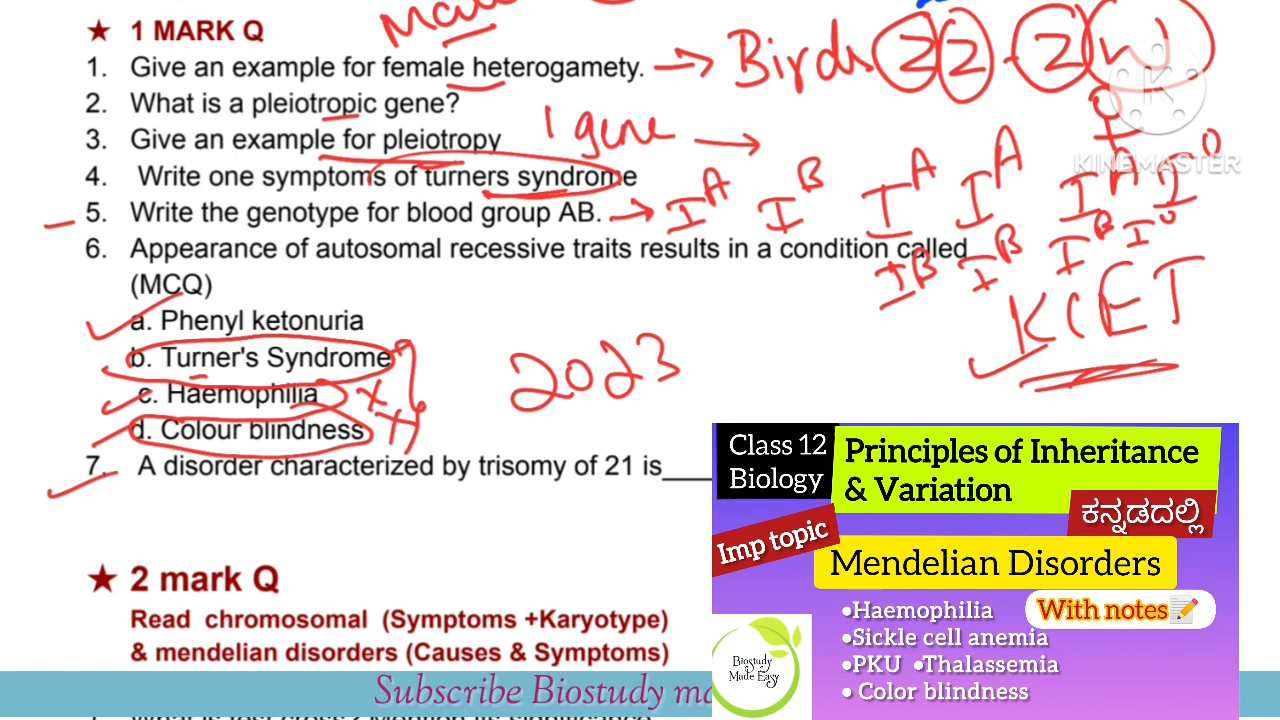 Male
★ 1 MARK Q
1. Give an example for female heterogamety. → Birds ZZ - ZW
2. What is a pleiotropic gene?
KINEMASTER
3. Give an example for pleiotropy 1 gene →
4. Write one symptoms of turners syndrome
5. Write the genotype for blood group AB. → I^A I^B I^A I^A I^A I^O
I^B I^B I^B I^O
6. Appearance of autosomal recessive traits results in a condition called
(MCQ)
KCET
a. Phenyl ketonuria
b. Turner's Syndrome
2023
c. Haemophilia
d. Colour blindness
7. A disorder characterized by trisomy of 21 is____
Class 12
Biology
Principles of Inheritance
& Variation
ಕನ್ನಡದಲ್ಲಿ
Imp topic
Mendelian Disorders
•Haemophilia
With notes📝
•Sickle cell anemia
•PKU •Thalassemia
• Color blindness
Biostudy
Made Easy
★ 2 mark Q
Read chromosomal (Symptoms +Karyotype)
& mendelian disorders (Causes & Symptoms)
Subscribe Biostudy ma